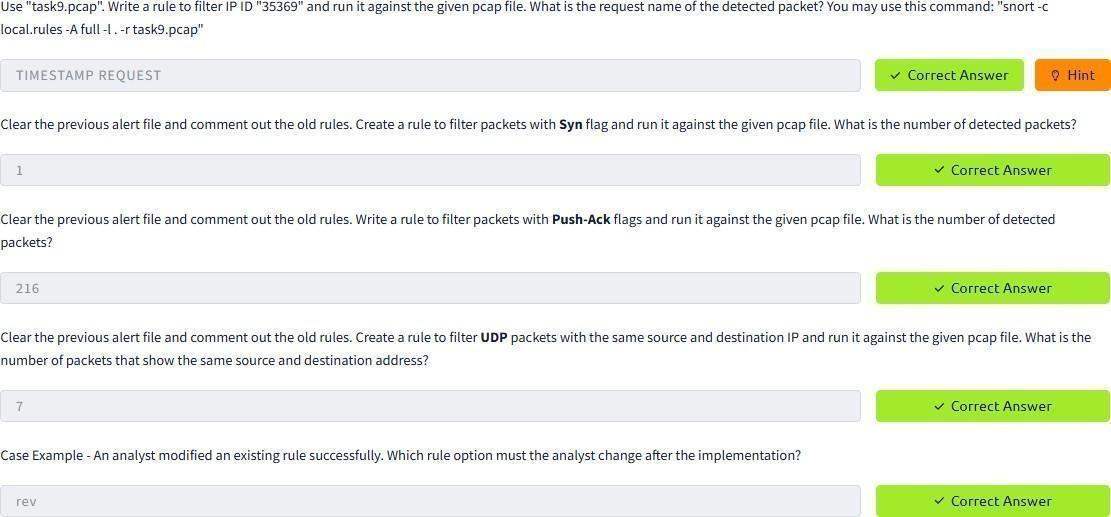 Use "task9.pcap". Write a rule to filter IP ID "35369" and run it against the given pcap file. What is the request name of the detected packet? You may use this command: "snort -c
local.rules -A full -l . -r task9.pcap"
TIMESTAMP REQUEST
Correct Answer
Hint
Clear the previous alert file and comment out the old rules. Create a rule to filter packets with Syn flag and run it against the given pcap file. What is the number of detected packets?
1
Correct Answer
Clear the previous alert file and comment out the old rules. Write a rule to filter packets with Push-Ack flags and run it against the given pcap file. What is the number of detected
packets?
216
Correct Answer
Clear the previous alert file and comment out the old rules. Create a rule to filter UDP packets with the same source and destination IP and run it against the given pcap file. What is the
number of packets that show the same source and destination address?
7
Correct Answer
Case Example - An analyst modified an existing rule successfully. Which rule option must the analyst change after the implementation?
rev
Correct Answer